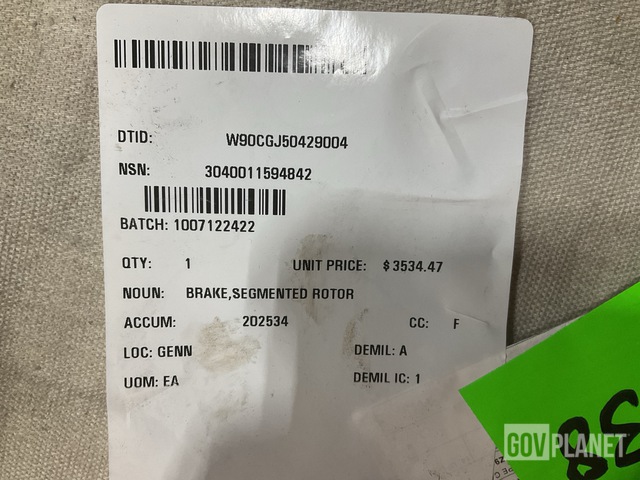 DTID: W90CGJ50429004
NSN: 3040011594842
BATCH: 1007122422
QTY: 1 UNIT PRICE: $3534.47
NOUN: BRAKE,SEGMENTED ROTOR
ACCUM: 202534 CC: F
LOC: GENN DEMIL: A
UOM: EA DEMIL IC: 1
GOVPLANET